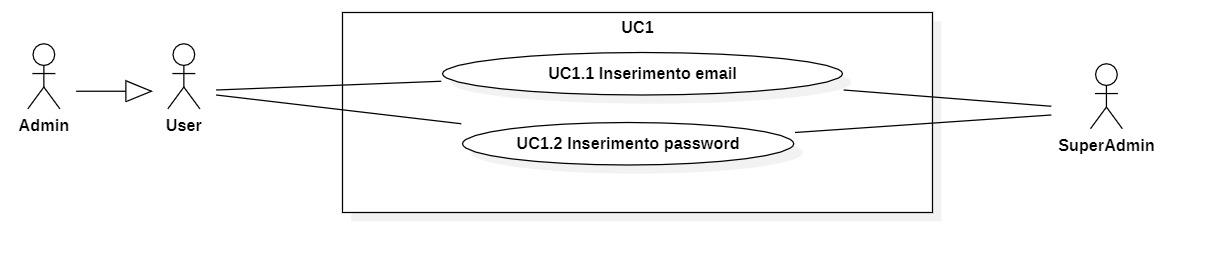 UC1
UC1.1 Inserimento email
UC1.2 Inserimento password
Admin
User
SuperAdmin